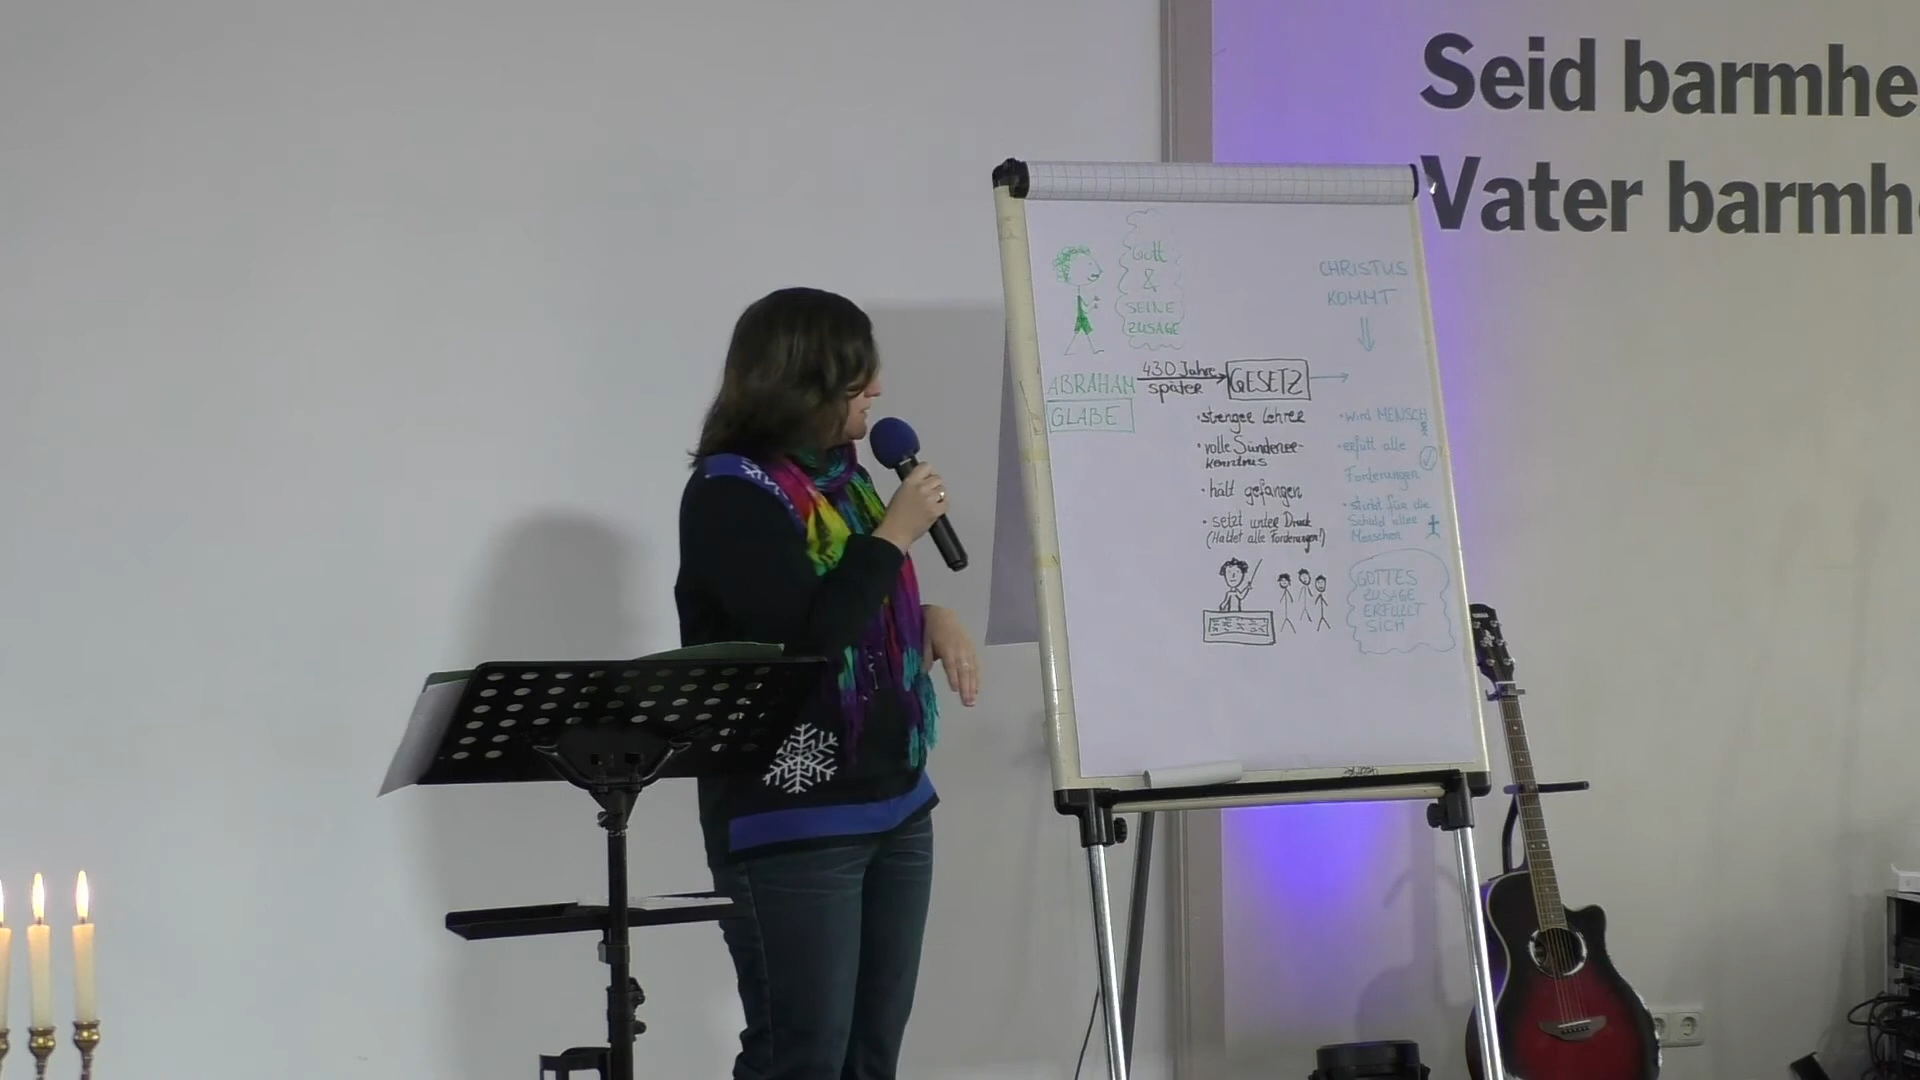 Seid barmhe
Vater barmh
Gott
&
SEINE
ZUSAGE
CHRISTUS
KOMMT
ABRAHAM
GLABE
430 Jahre
später
GESETZ
• strenger Lehrer
• volle Sündener-
kenntnis
• hält gefangen
• setzt unter Druck
(Haltet alle Forderungen!)
• wird MENSCH
• erfüllt alle
Forderungen
• stirbt für die
Schuld aller
Menschen
GOTTES
ZUSAGE
ERFÜLLT
SICH